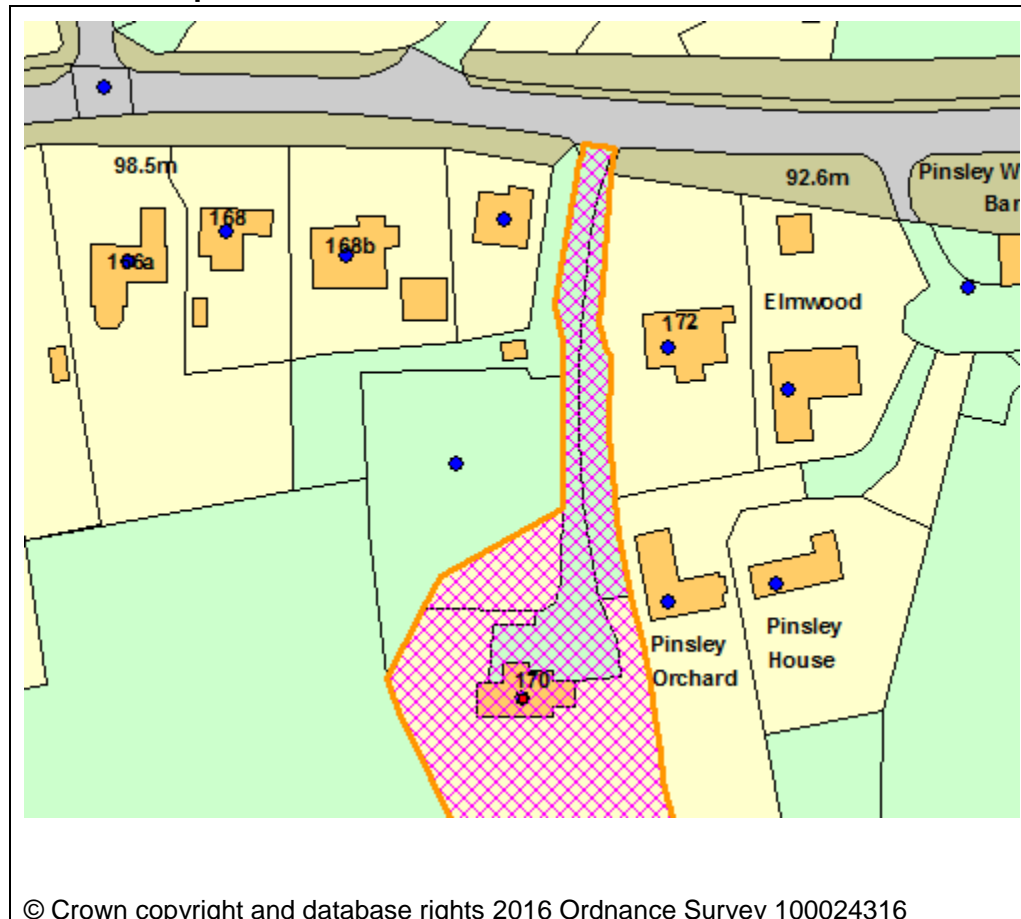 98.5m
92.6m
Pinsley W
Bar
168
168b
Elmwood
172
170
Pinsley
Orchard
Pinsley
House
© Crown copyright and database rights 2016 Ordnance Survey 100024316